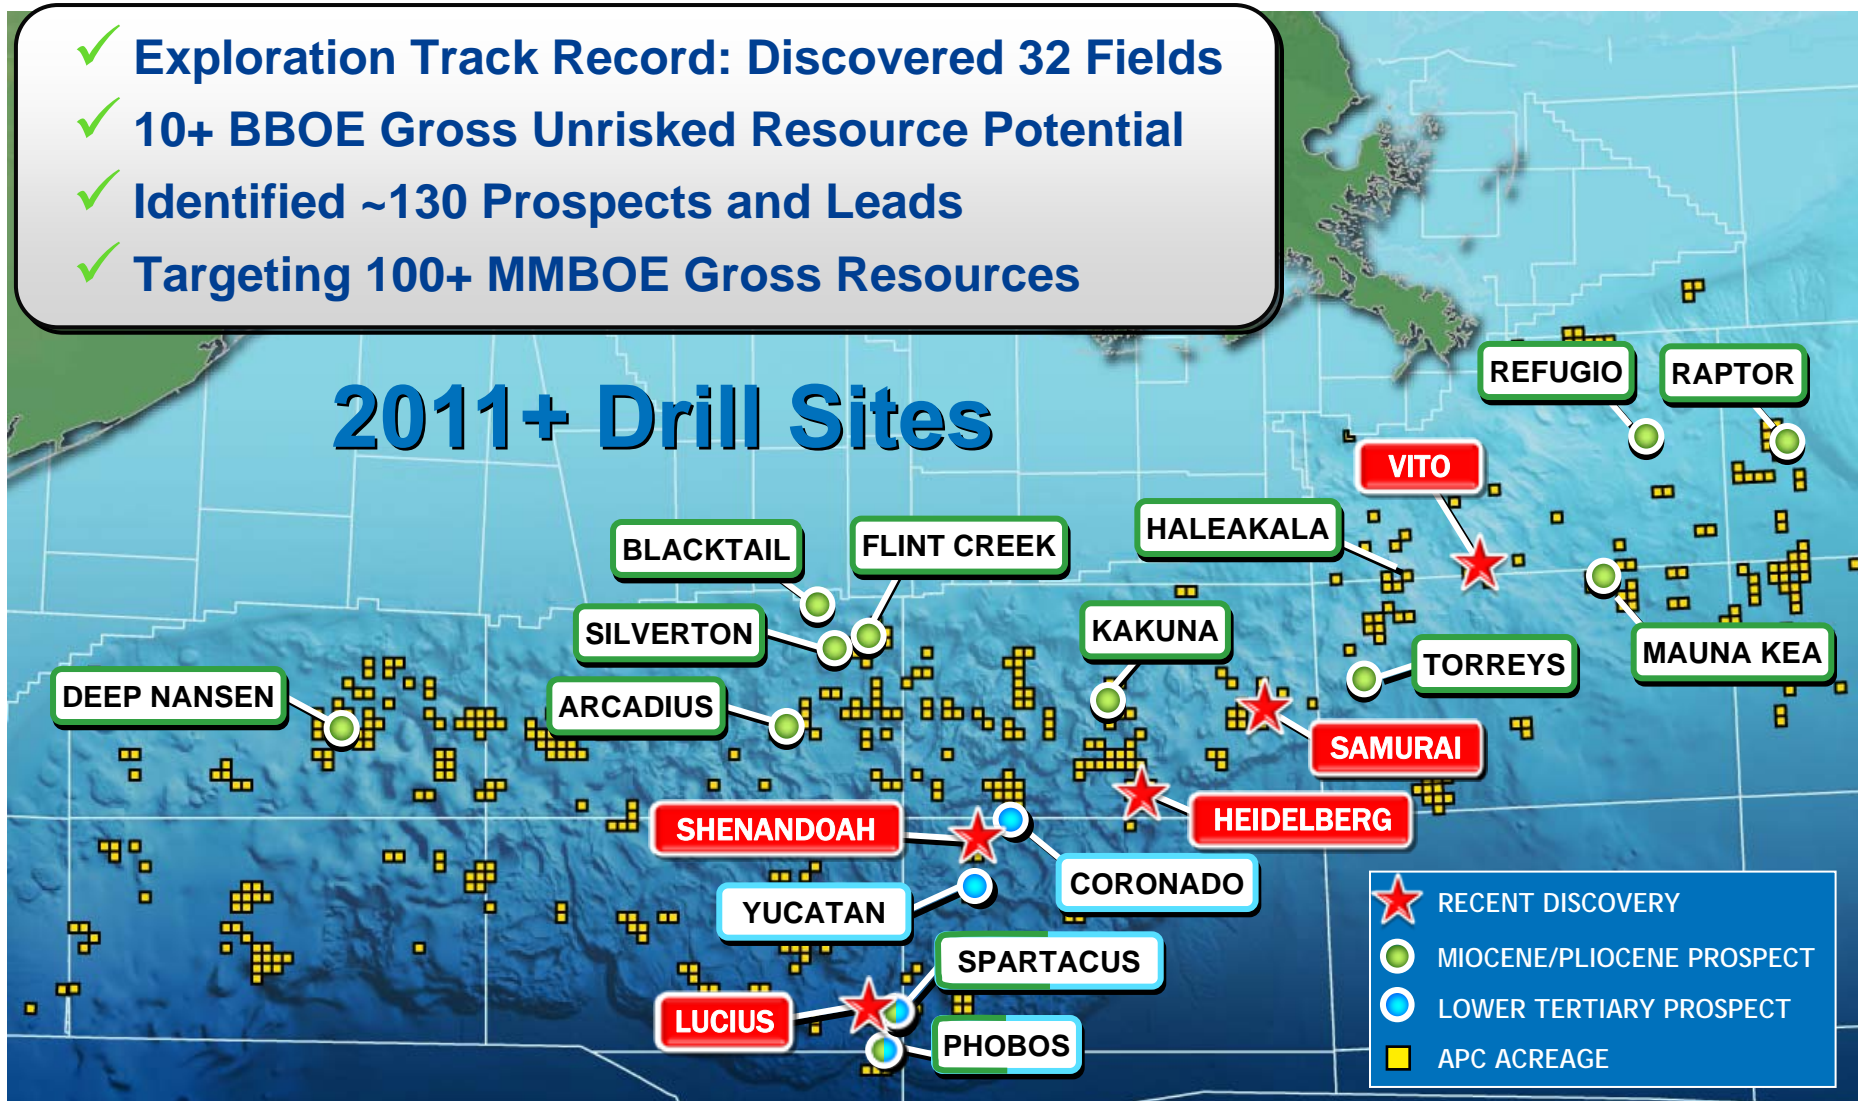 Exploration Track Record: Discovered 32 Fields
10+ BBOE Gross Unrisked Resource Potential
Identified ~130 Prospects and Leads
Targeting 100+ MMBOE Gross Resources
2011+ Drill Sites
REFUGIO
RAPTOR
VITO
HALEAKALA
BLACKTAIL
FLINT CREEK
SILVERTON
KAKUNA
TORREYS
MAUNA KEA
DEEP NANSEN
ARCADIUS
SAMURAI
SHENANDOAH
HEIDELBERG
YUCATAN
CORONADO
SPARTACUS
LUCIUS
PHOBOS
RECENT DISCOVERY
MIOCENE/PLIOCENE PROSPECT
LOWER TERTIARY PROSPECT
APC ACREAGE